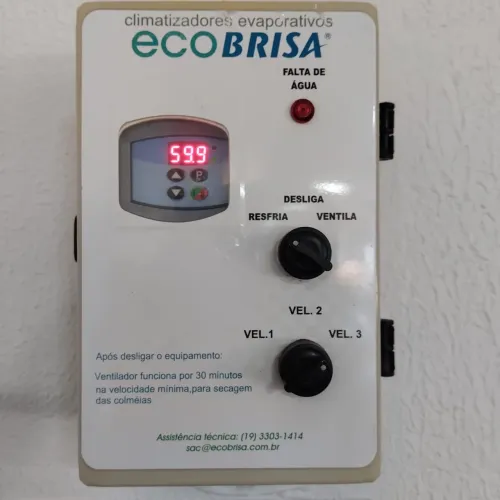 climatizadores evaporativos
ecoBRISA®
FALTA DE
ÁGUA
59.9
P
DESLIGA
RESFRIA VENTILA
VEL. 2
VEL.1 VEL. 3
Após desligar o equipamento:
Ventilador funciona por 30 minutos
na velocidade mínima,para secagem
das colméias
Assistência técnica: (19) 3303-1414
sac@ecobrisa.com.br